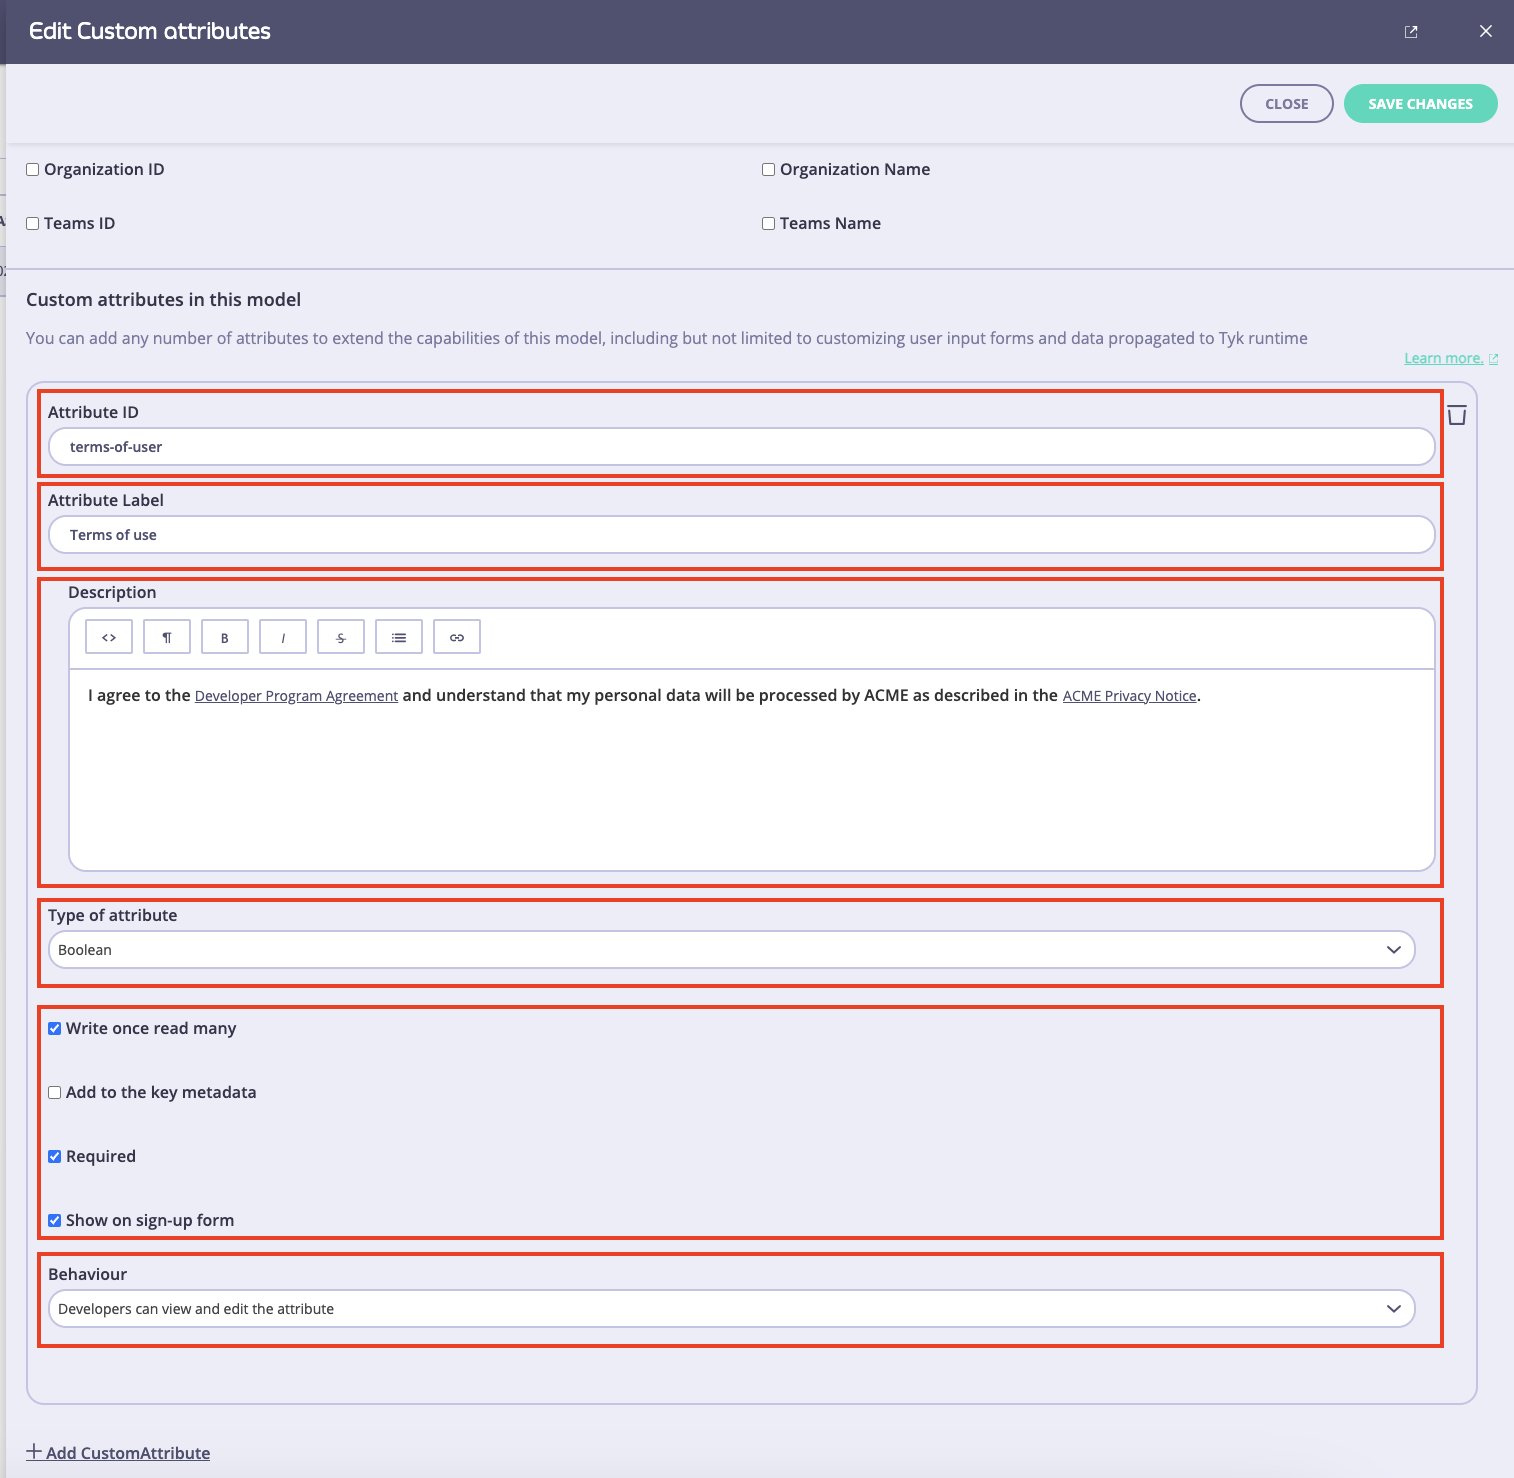 Edit Custom attributes
CLOSE
SAVE CHANGES
Organization ID
Organization Name
Teams ID
Teams Name
Custom attributes in this model
You can add any number of attributes to extend the capabilities of this model, including but not limited to customizing user input forms and data propagated to Tyk runtime
Learn more.
Attribute ID
terms-of-user
Attribute Label
Terms of use
Description
<> ¶ B I S
I agree to the Developer Program Agreement and understand that my personal data will be processed by ACME as described in the ACME Privacy Notice.
Type of attribute
Boolean
Write once read many
Add to the key metadata
Required
Show on sign-up form
Behaviour
Developers can view and edit the attribute
+ Add CustomAttribute